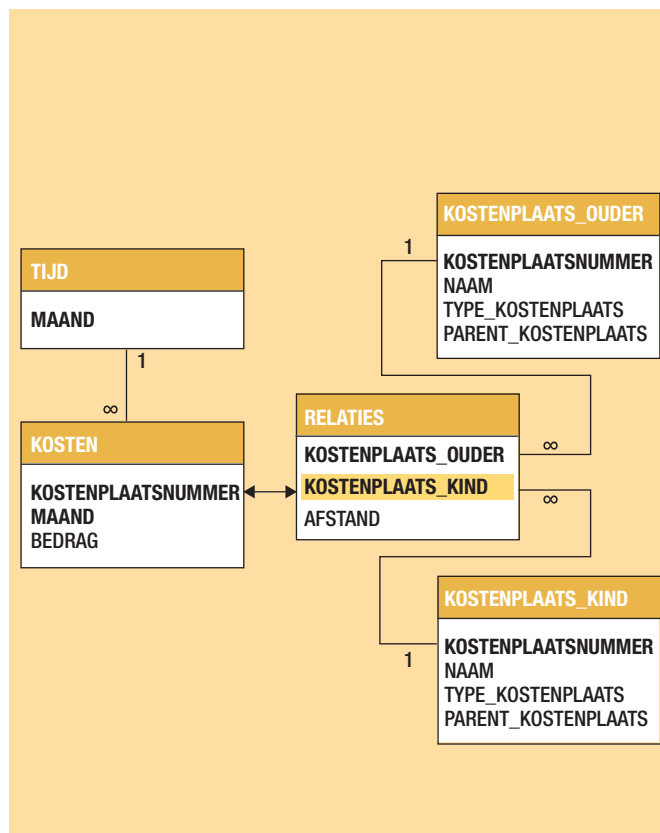 TIJD
MAAND
1
∞
KOSTEN
KOSTENPLAATSNUMMER
MAAND
BEDRAG
RELATIES
KOSTENPLAATS_OUDER
KOSTENPLAATS_KIND
AFSTAND
KOSTENPLAATS_OUDER
KOSTENPLAATSNUMMER
NAAM
TYPE_KOSTENPLAATS
PARENT_KOSTENPLAATS
1
∞
∞
1
KOSTENPLAATS_KIND
KOSTENPLAATSNUMMER
NAAM
TYPE_KOSTENPLAATS
PARENT_KOSTENPLAATS